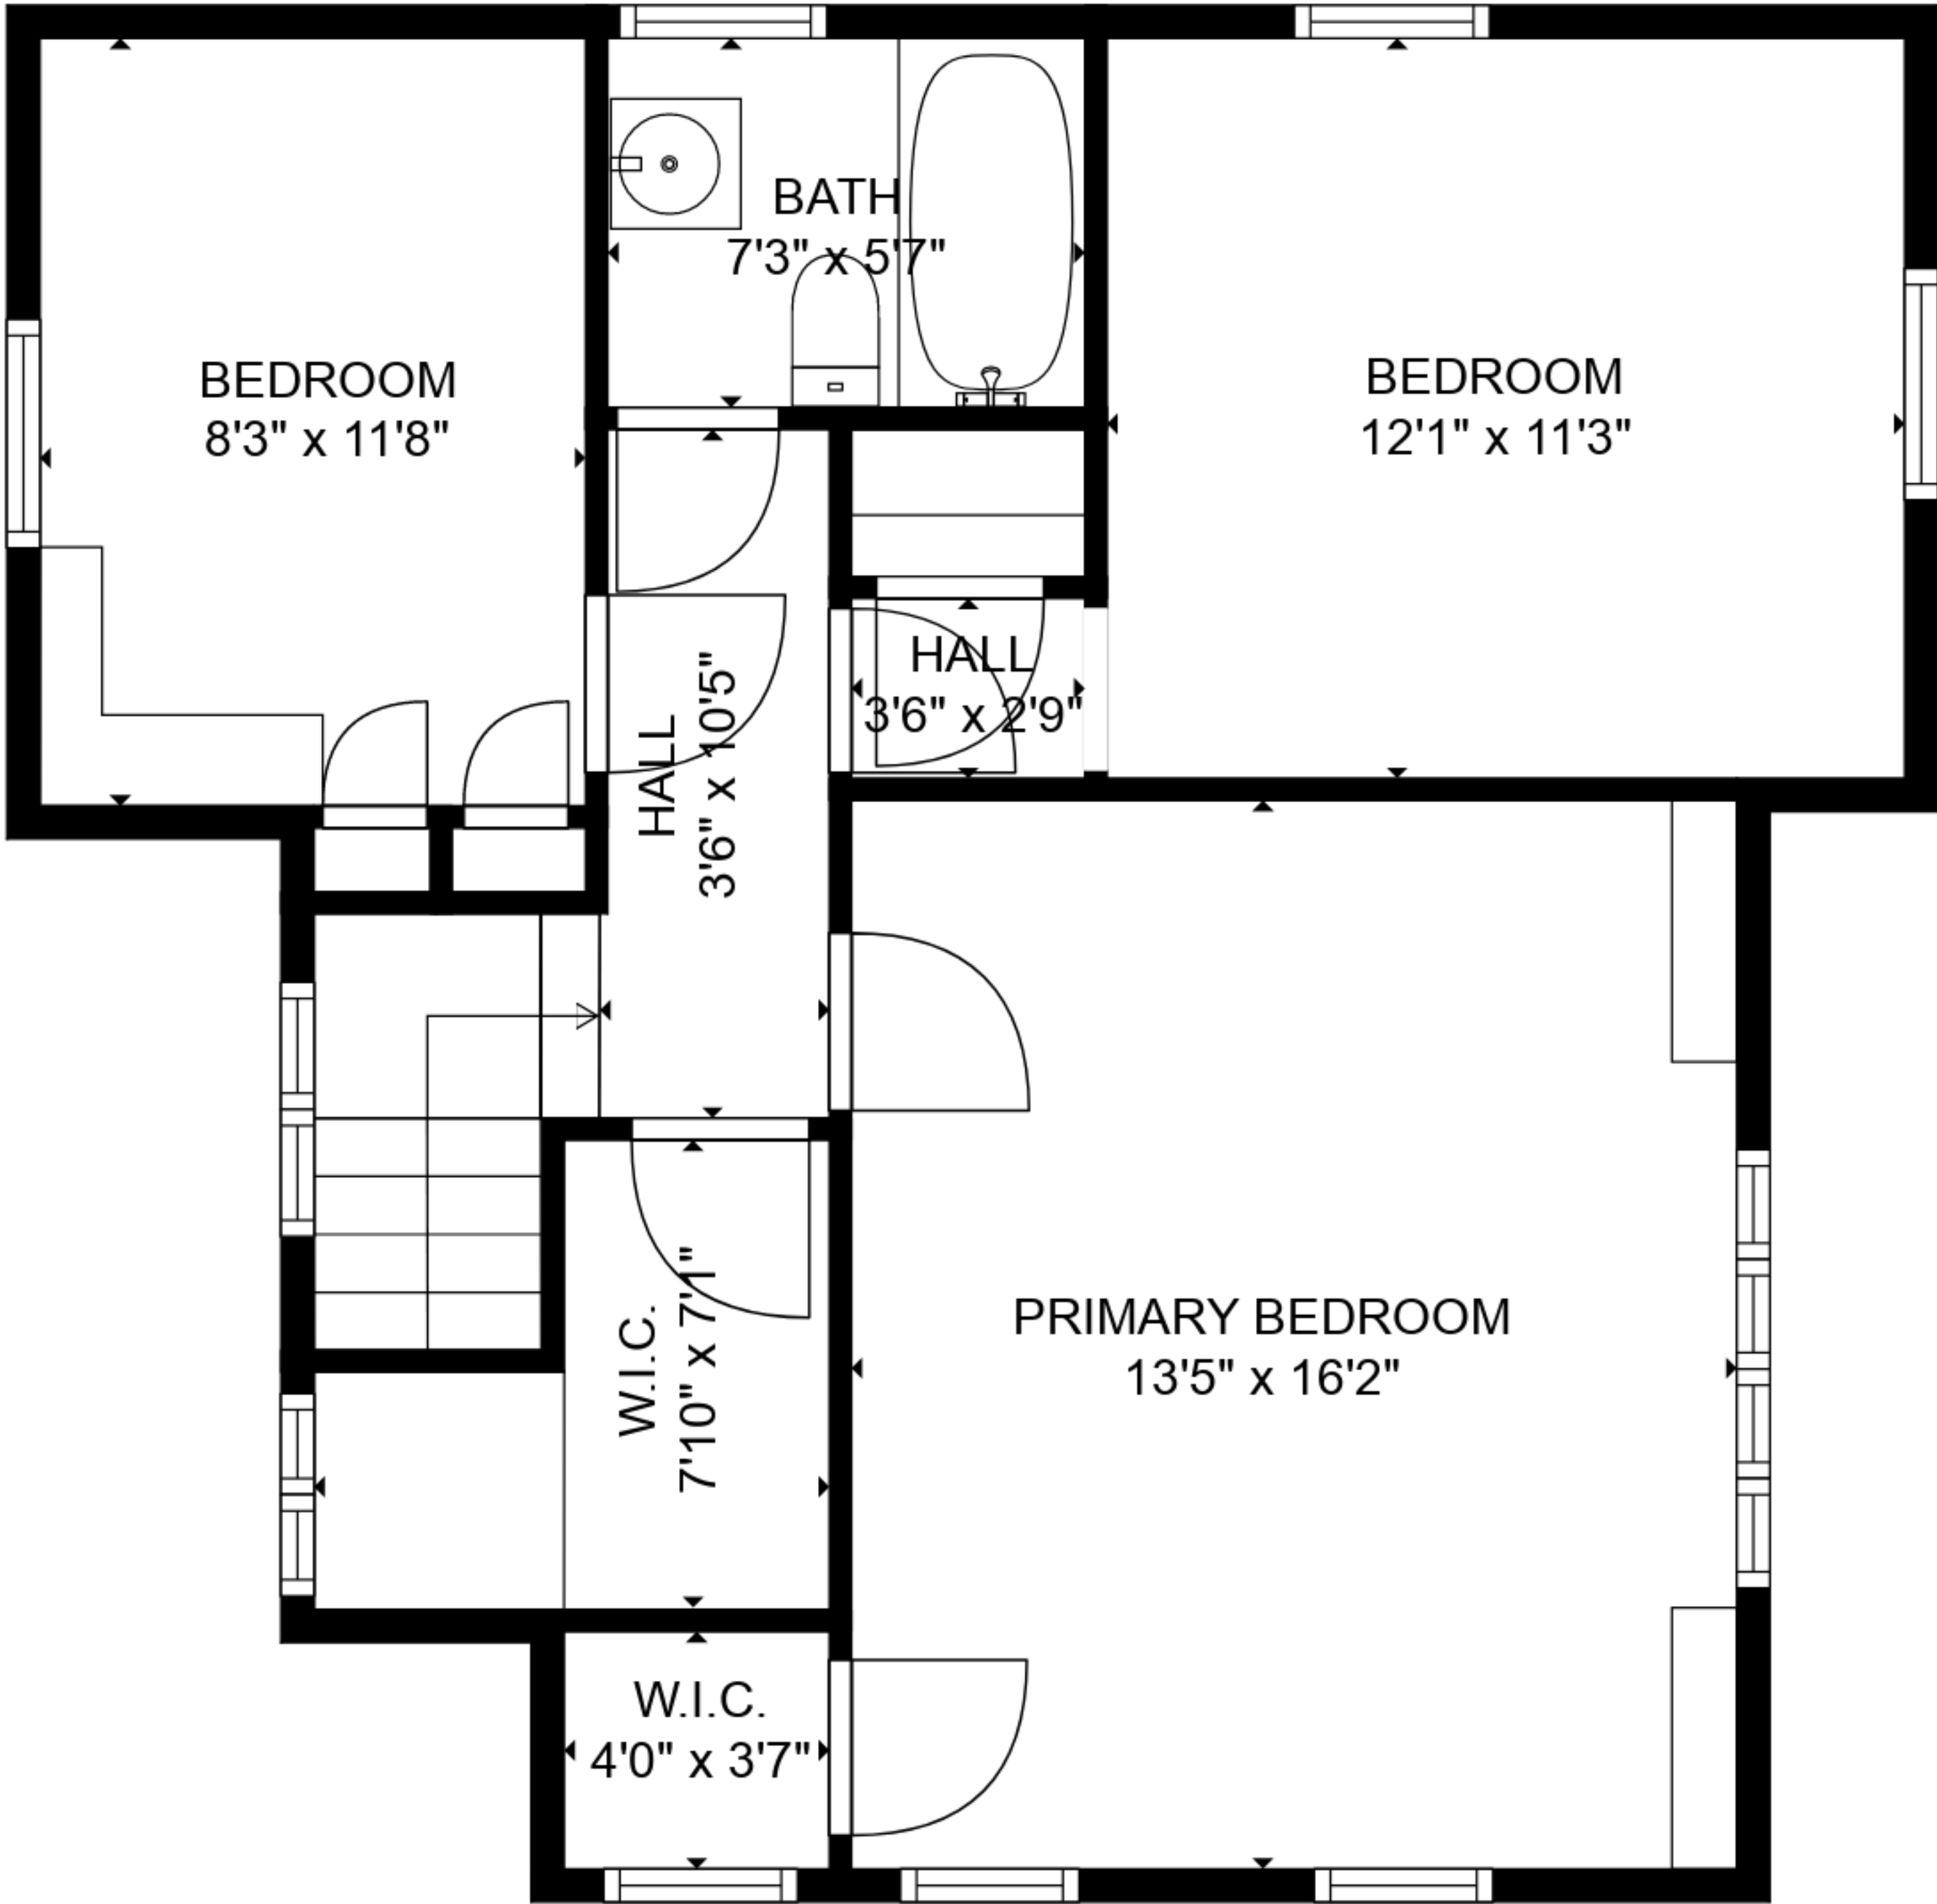 BATH
7'3" x 5'7"
BEDROOM
8'3" x 11'8"
BEDROOM
12'1" x 11'3"
HALL
3'6" x 2'9"
HALL
3'6" x 10'5"
PRIMARY BEDROOM
13'5" x 16'2"
W.I.C.
7'10" x 7'1"
W.I.C.
4'0" x 3'7"